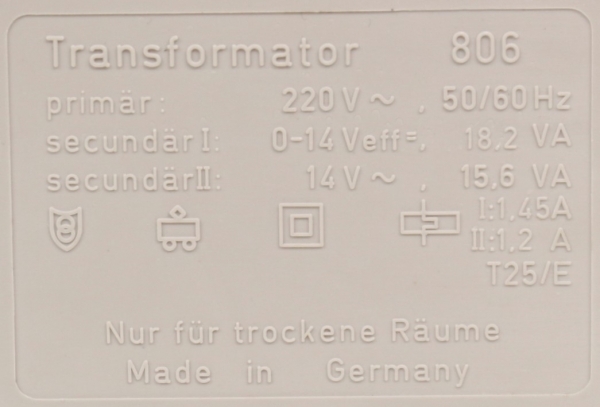 Transformator 806
primär: 220 V ~ , 50/60 Hz
secundär I: 0-14 Veff=, 18,2 VA
secundär II: 14 V ~ , 15,6 VA
I:1,45A
II:1,2 A
T25/E
Nur für trockene Räume
Made in Germany